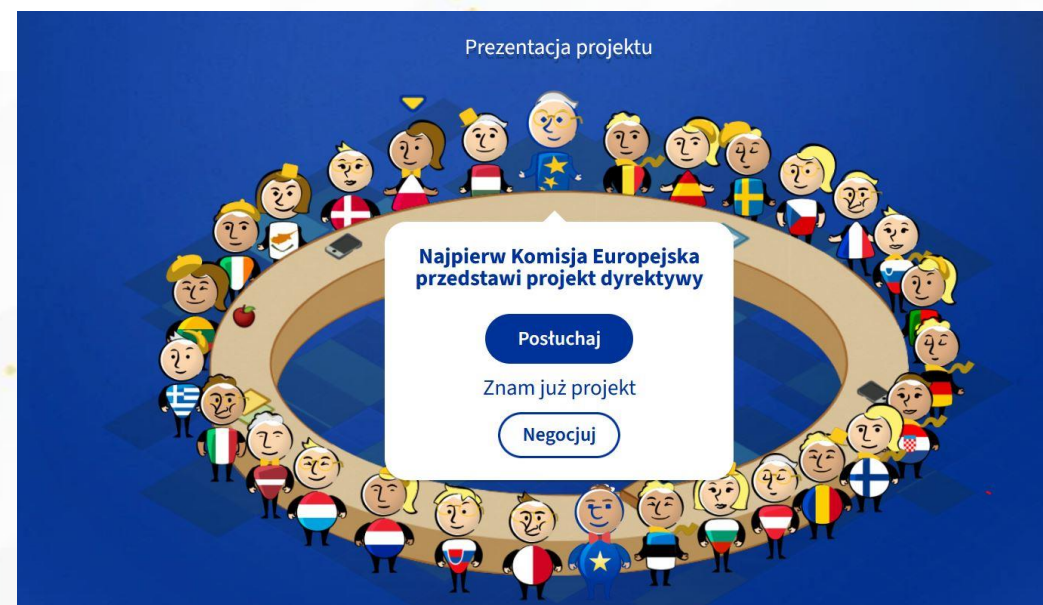 Prezentacja projektu
Najpierw Komisja Europejska
przedstawi projekt dyrektywy
Posłuchaj
Znam już projekt
Negocjuj